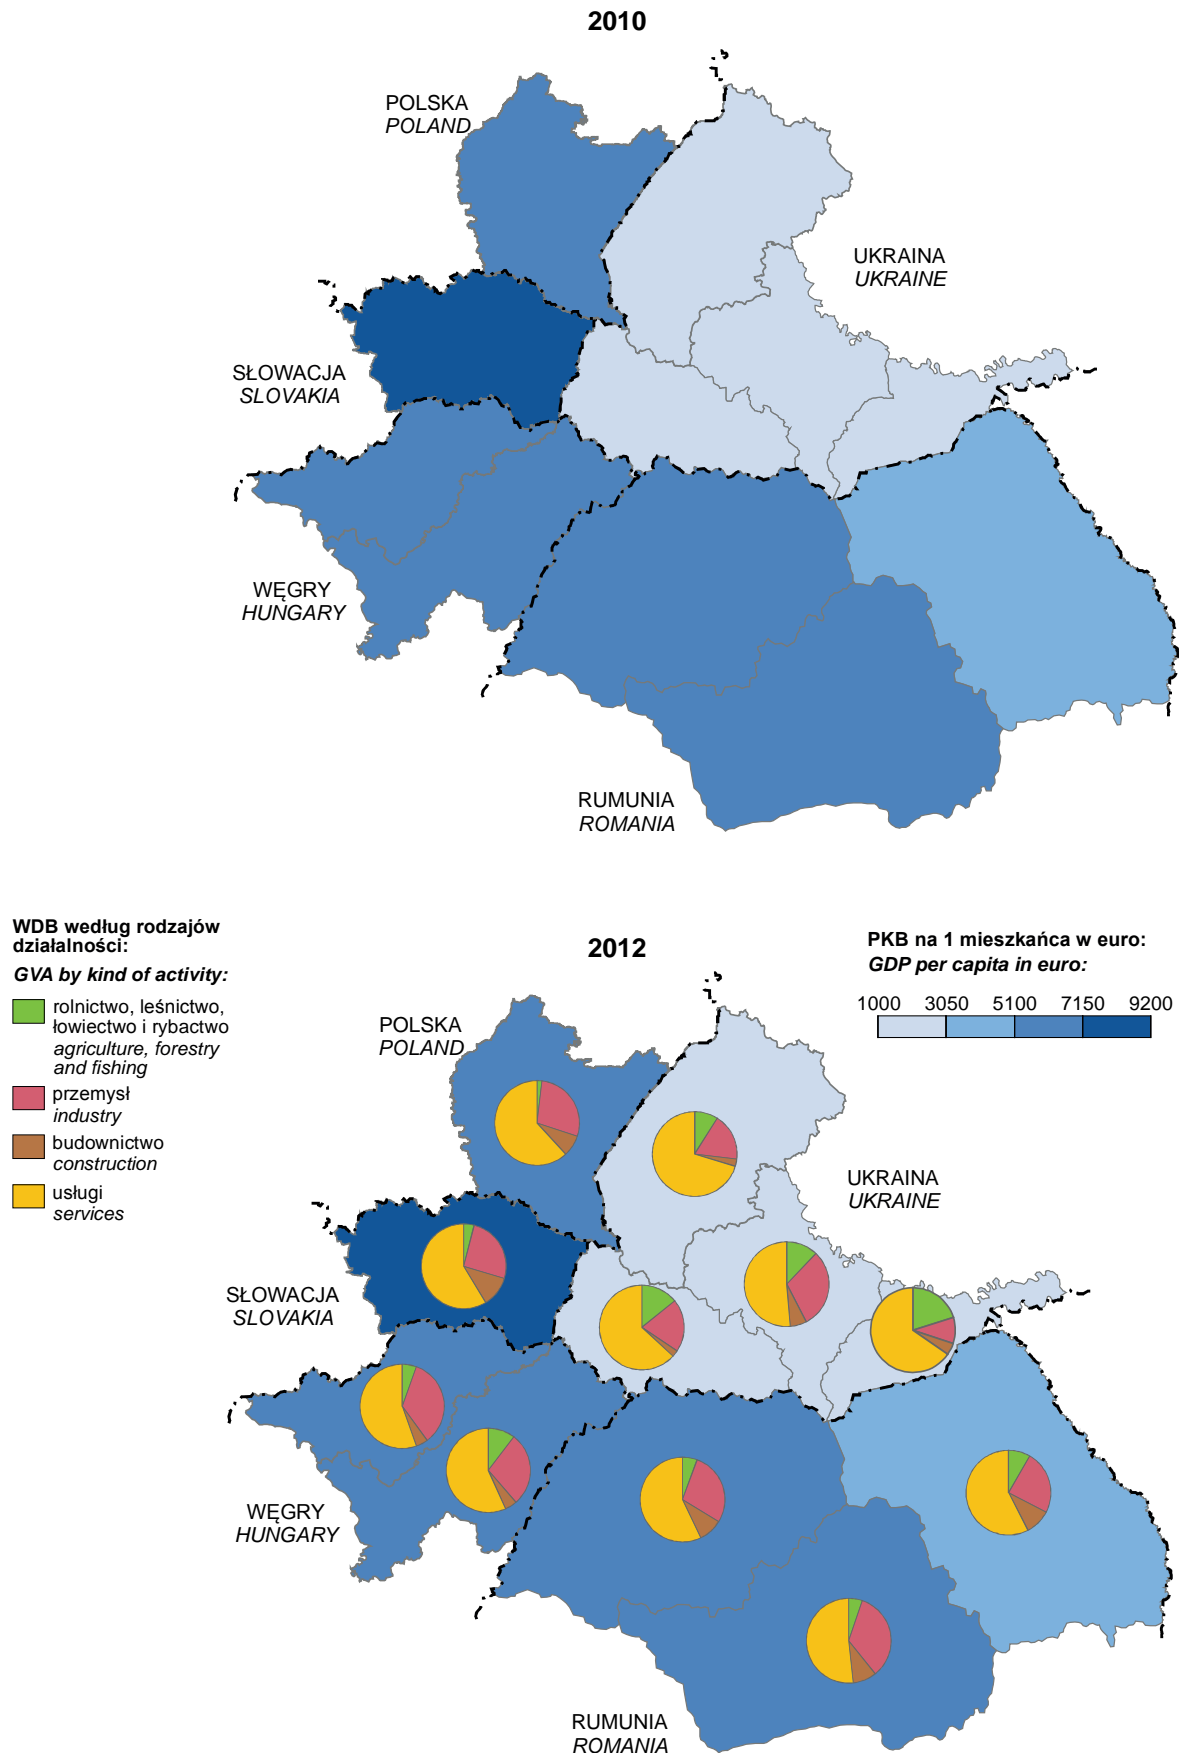 2010
POLSKA
POLAND
UKRAINA
UKRAINE
SŁOWACJA
SLOVAKIA
WĘGRY
HUNGARY
RUMUNIA
ROMANIA
WDB według rodzajów
działalności:
GVA by kind of activity:
rolnictwo, leśnictwo,
łowiectwo i rybactwo
agriculture, forestry
and fishing
przemysł
industry
budownictwo
construction
usługi
services
2012
PKB na 1 mieszkańca w euro:
GDP per capita in euro:
1000 3050 5100 7150 9200
POLSKA
POLAND
UKRAINA
UKRAINE
SŁOWACJA
SLOVAKIA
WĘGRY
HUNGARY
RUMUNIA
ROMANIA